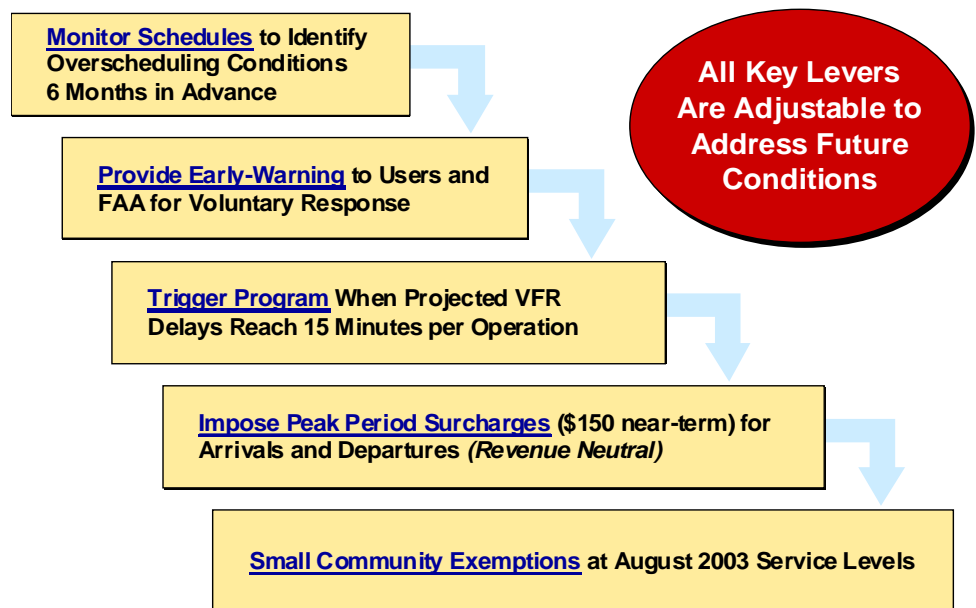 Monitor Schedules to Identify
Overscheduling Conditions
6 Months in Advance
All Key Levers
Are Adjustable to
Address Future
Conditions
Provide Early-Warning to Users and
FAA for Voluntary Response
Trigger Program When Projected VFR
Delays Reach 15 Minutes per Operation
Impose Peak Period Surcharges ($150 near-term) for
Arrivals and Departures (Revenue Neutral)
Small Community Exemptions at August 2003 Service Levels